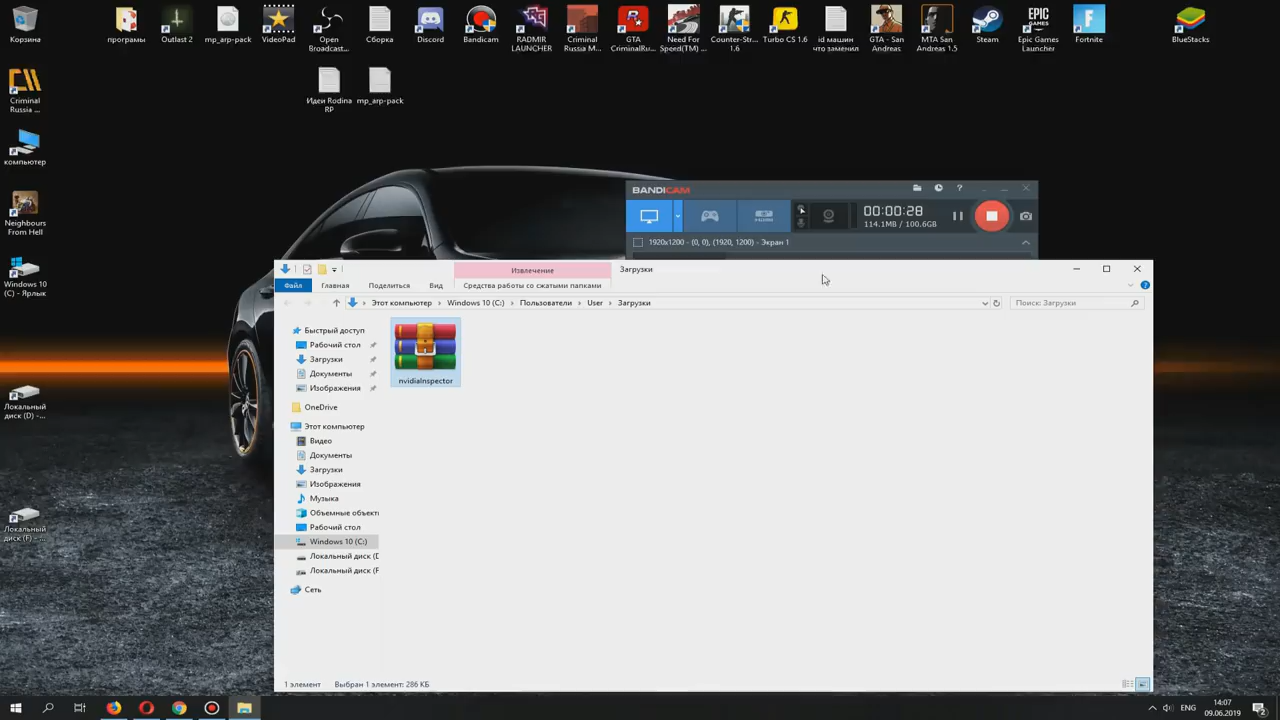 Корзина
програмы
Outlast 2
mp_arp-pack
VideoPad
Open
Broadcast...
Сборка
Discord
Bandicam
RADMIR
LAUNCHER
Criminal
Russia M...
GTA
CriminalRu...
Need For
Speed(TM) ...
Counter-Str...
1.6
Turbo CS 1.6
id машин
что заменил
GTA - San
Andreas
MTA San
Andreas 1.5
Steam
Epic Games
Launcher
Fortnite
BlueStacks
Criminal
Russia ...
Идеи Rodina
RP
mp_arp-pack
компьютер
Neighbours
From Hell
Windows 10
(C) - Ярлык
Локальный
диск (D) -...
Локальный
диск (F) -...
BANDICAM
00:00:28
114.1MB / 100.6GB
1920x1200 - (0, 0), (1920, 1200) - Экран 1
Извлечение
Загрузки
Файл
Главная
Поделиться
Вид
Средства работы со сжатыми папками
Этот компьютер
Windows 10 (C:)
Пользователи
User
Загрузки
Поиск: Загрузки
Быстрый доступ
Рабочий стол
Загрузки
Документы
Изображения
OneDrive
Этот компьютер
Видео
Документы
Загрузки
Изображения
Музыка
Объемные объект
Рабочий стол
Windows 10 (C:)
Локальный диск (D
Локальный диск (F
Сеть
nvidiaInspector
1 элемент
Выбран 1 элемент: 286 КБ
ENG
14:07
09.06.2019
2